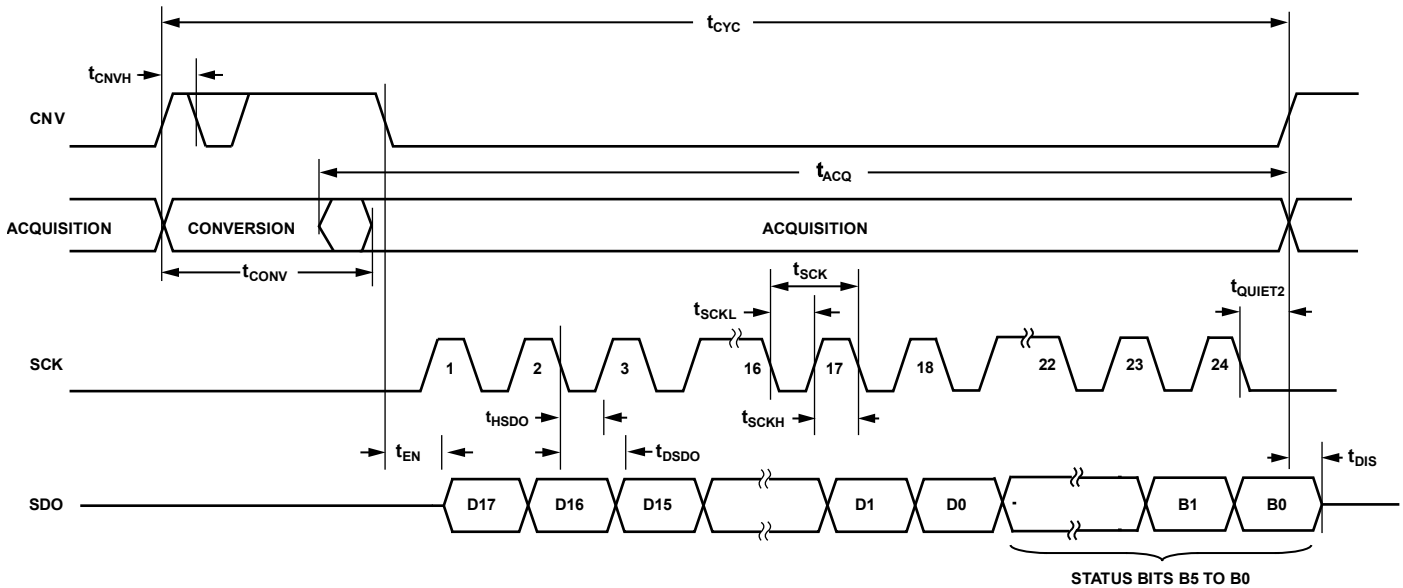 tCYC
tCNVH
CNV
tACQ
ACQUISITION CONVERSION ACQUISITION
tCONV
tSCK
tQUIET2
tSCKL
SCK 1 2 3 16 17 18 22 23 24
tHSDO
tSCKH
tEN
tDSDO
tDIS
SDO D17 D16 D15 D1 D0 B1 B0
STATUS BITS B5 TO B0